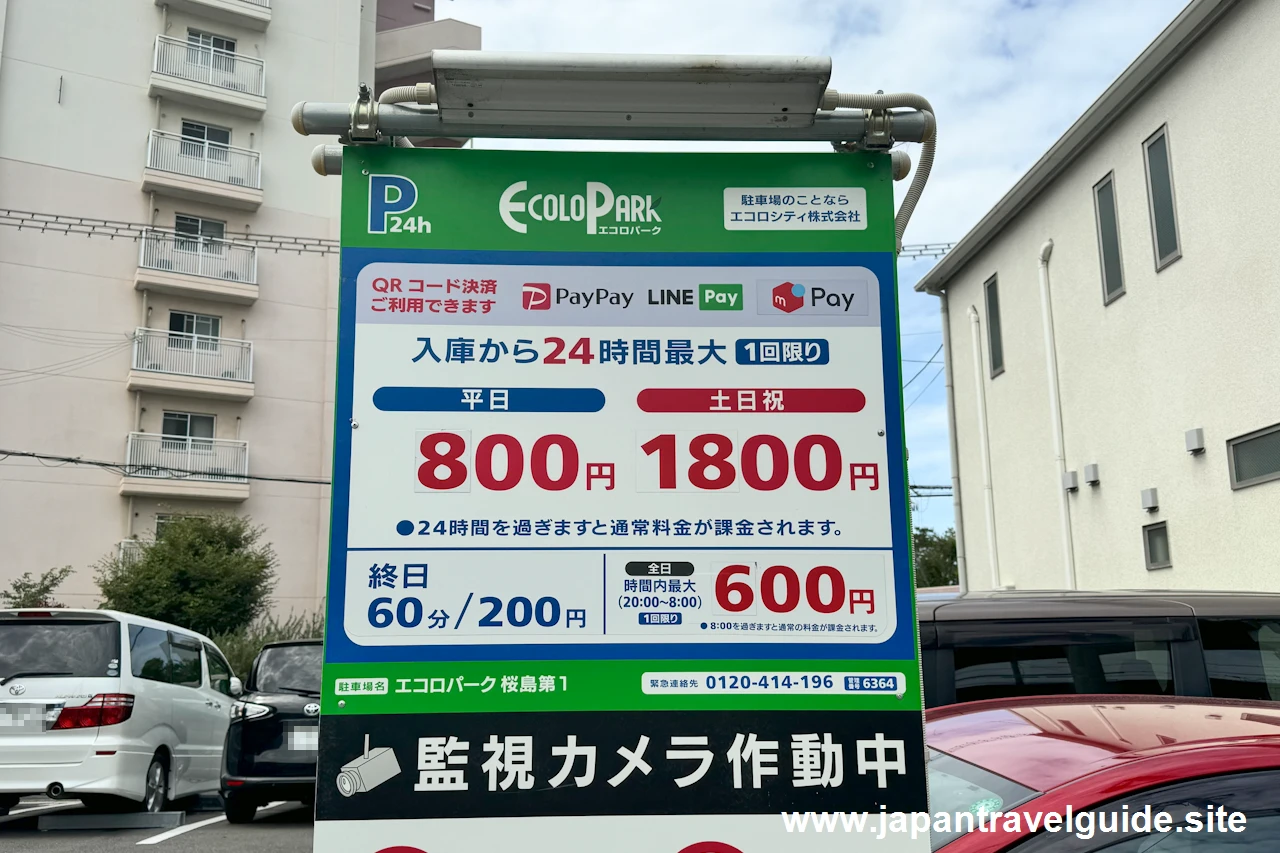 P 24h
ECOLOPARK
エコロパーク
駐車場のことなら
エコロシティ株式会社
QRコード決済
ご利用できます
PayPay LINE Pay m Pay
入庫から24時間最大 1回限り
平日 土日祝
800円 1800円
●24時間を過ぎますと通常料金が課金されます。
終日
60分/200円
全日
時間内最大
(20:00~8:00)
1回限り
600円
●8:00を過ぎますと通常の料金が課金されます。
駐車場名 エコロパーク 桜島第1
緊急連絡先 0120-414-196 管理番号 6364
監視カメラ作動中
www.japantravelguide.site